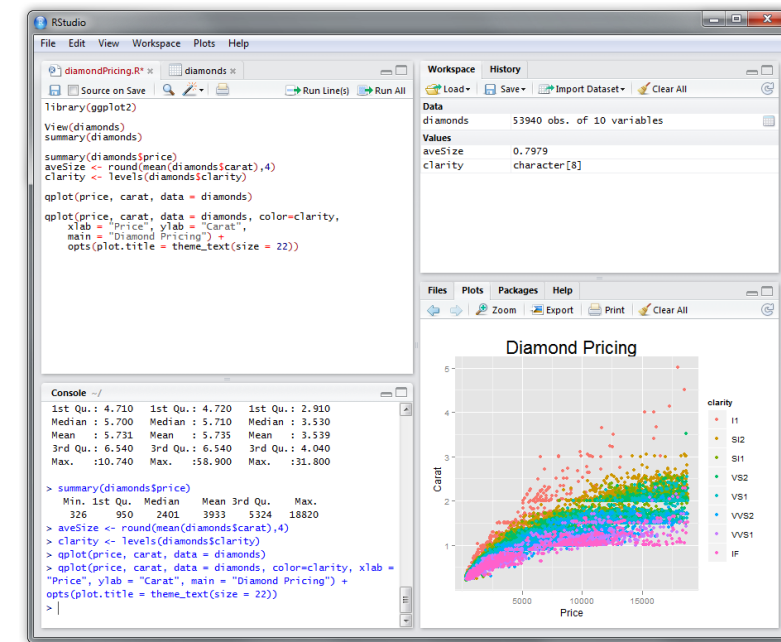 RStudio
File Edit View Workspace Plots Help
diamondPricing.R* × diamonds ×
Source on Save Run Line(s) Run All
library(ggplot2)
View(diamonds)
summary(diamonds)
summary(diamonds$price)
aveSize <- round(mean(diamonds$carat),4)
clarity <- levels(diamonds$clarity)
qplot(price, carat, data = diamonds)
qplot(price, carat, data = diamonds, color=clarity,
xlab = "Price", ylab = "Carat",
main = "Diamond Pricing") +
opts(plot.title = theme_text(size = 22))
Console ~/
1st Qu.: 4.710 1st Qu.: 4.720 1st Qu.: 2.910
Median : 5.700 Median : 5.710 Median : 3.530
Mean : 5.731 Mean : 5.735 Mean : 3.539
3rd Qu.: 6.540 3rd Qu.: 6.540 3rd Qu.: 4.040
Max. :10.740 Max. :58.900 Max. :31.800
> summary(diamonds$price)
Min. 1st Qu. Median Mean 3rd Qu. Max.
326 950 2401 3933 5324 18820
> aveSize <- round(mean(diamonds$carat),4)
> clarity <- levels(diamonds$clarity)
> qplot(price, carat, data = diamonds)
> qplot(price, carat, data = diamonds, color=clarity, xlab =
"Price", ylab = "Carat", main = "Diamond Pricing") +
opts(plot.title = theme_text(size = 22))
>
Workspace History
Load Save Import Dataset Clear All
Data
diamonds 53940 obs. of 10 variables
Values
aveSize 0.7979
clarity character[8]
Files Plots Packages Help
Zoom Export Print Clear All
Diamond Pricing
5
4
3
2
1
Carat
5000 10000 15000
Price
clarity
I1
SI2
SI1
VS2
VS1
VVS2
VVS1
IF